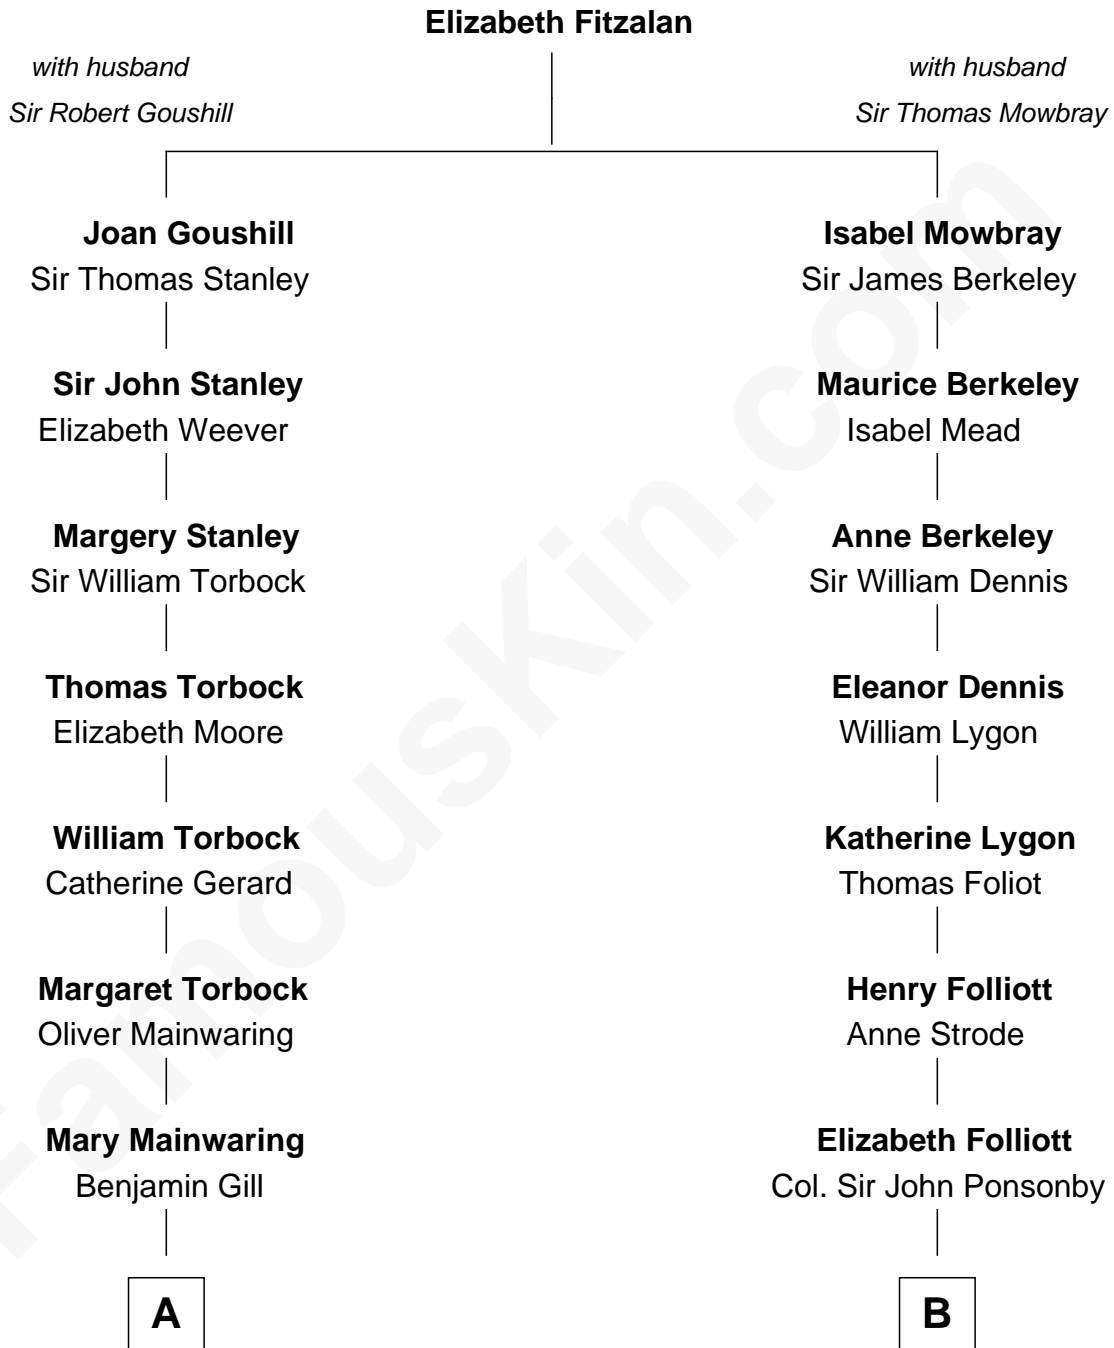 Elizabeth Fitzalan
with husband
Sir Robert Goushill
with husband
Sir Thomas Mowbray
Joan Goushill
Sir Thomas Stanley
Isabel Mowbray
Sir James Berkeley
Sir John Stanley
Elizabeth Weever
Maurice Berkeley
Isabel Mead
Margery Stanley
Sir William Torbock
Anne Berkeley
Sir William Dennis
Thomas Torbock
Elizabeth Moore
Eleanor Dennis
William Lygon
William Torbock
Catherine Gerard
Katherine Lygon
Thomas Foliot
Margaret Torbock
Oliver Mainwaring
Henry Folliott
Anne Strode
Mary Mainwaring
Benjamin Gill
Elizabeth Folliott
Col. Sir John Ponsonby
A
B
FamousKin.com